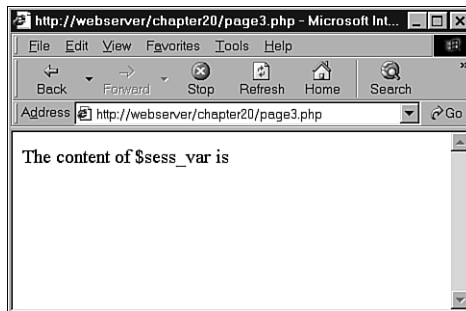 http://webserver/chapter20/page3.php - Microsoft Int...
File Edit View Favorites Tools Help
Back Forward Stop Refresh Home Search »
Address http://webserver/chapter20/page3.php Go
The content of $sess_var is